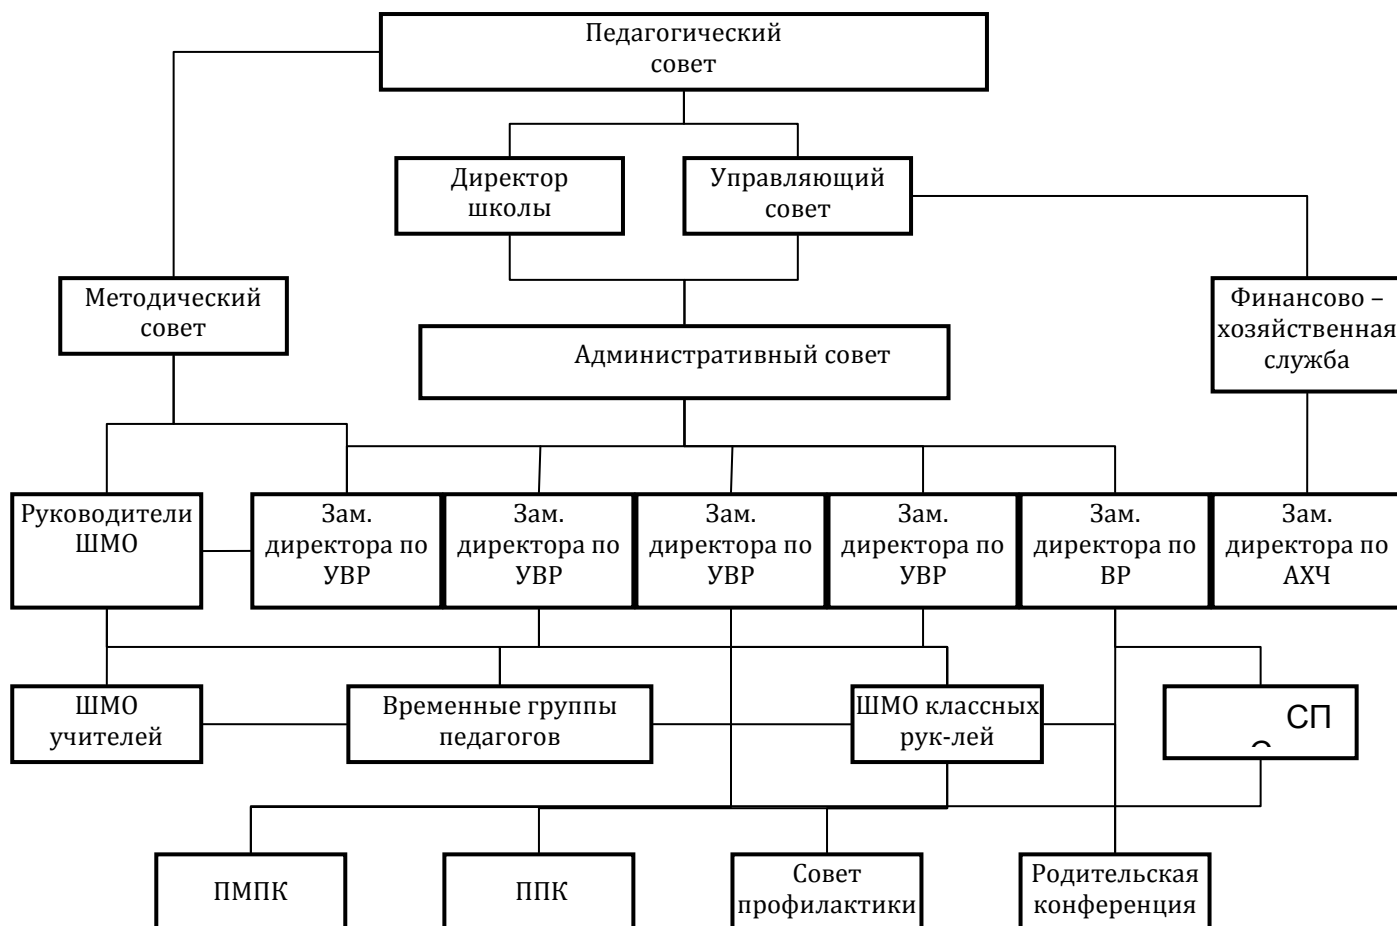 Педагогический
совет
Директор
школы
Управляющий
совет
Методический
совет
Финансово –
хозяйственная
служба
Административный совет
Руководители
ШМО
Зам.
директора по
УВР
Зам.
директора по
УВР
Зам.
директора по
УВР
Зам.
директора по
УВР
Зам.
директора по
ВР
Зам.
директора по
АХЧ
ШМО
учителей
Временные группы
педагогов
ШМО классных
рук-лей
СП
ПМПК
ППК
Совет
профилактики
Родительская
конференция